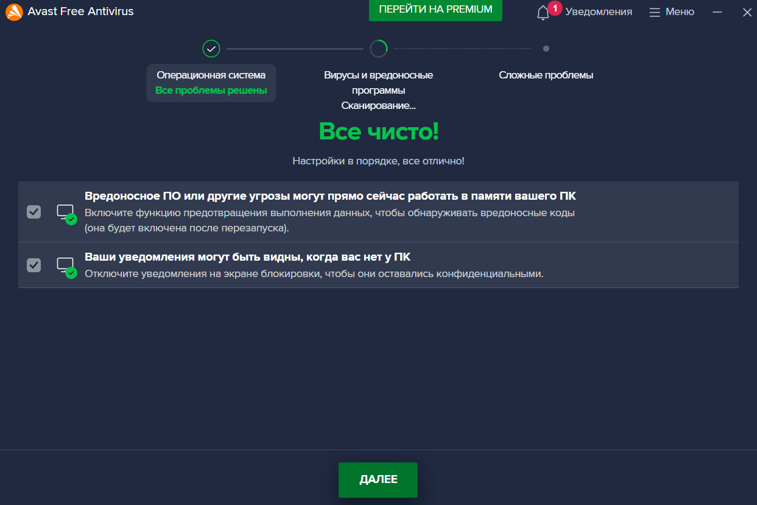 Avast Free Antivirus
ПЕРЕЙТИ НА PREMIUM
1
Уведомления
Меню
Операционная система
Все проблемы решены
Вирусы и вредоносные
программы
Сканирование...
Сложные проблемы
Все чисто!
Настройки в порядке, все отлично!
Вредоносное ПО или другие угрозы могут прямо сейчас работать в памяти вашего ПК
Включите функцию предотвращения выполнения данных, чтобы обнаруживать вредоносные коды
(она будет включена после перезапуска).
Ваши уведомления могут быть видны, когда вас нет у ПК
Отключите уведомления на экране блокировки, чтобы они оставались конфиденциальными.
ДАЛЕЕ